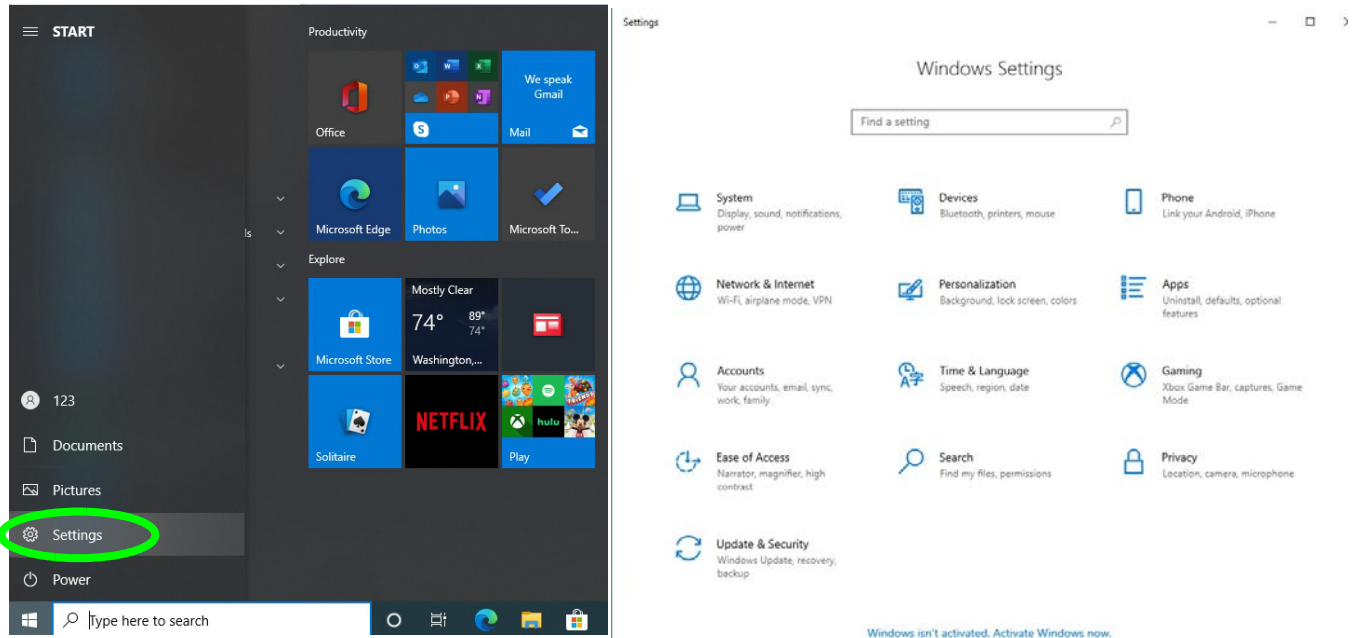 START
Productivity
Office
S
We speak
Gmail
Mail
Microsoft Edge
Photos
Microsoft To...
ls
Explore
Microsoft Store
Mostly Clear
74° 89°
74°
Washington,...
Solitaire
NETFLIX
hulu
Play
123
Documents
Pictures
Settings
Power
Type here to search
Settings
Windows Settings
Find a setting
System
Display, sound, notifications,
power
Devices
Bluetooth, printers, mouse
Phone
Link your Android, iPhone
Network & Internet
Wi-Fi, airplane mode, VPN
Personalization
Background, lock screen, colors
Apps
Uninstall, defaults, optional
features
Accounts
Your accounts, email, sync,
work, family
Time & Language
Speech, region, date
Gaming
Xbox Game Bar, captures, Game
Mode
Ease of Access
Narrator, magnifier, high
contrast
Search
Find my files, permissions
Privacy
Location, camera, microphone
Update & Security
Windows Update, recovery,
backup
Windows isn't activated. Activate Windows now.